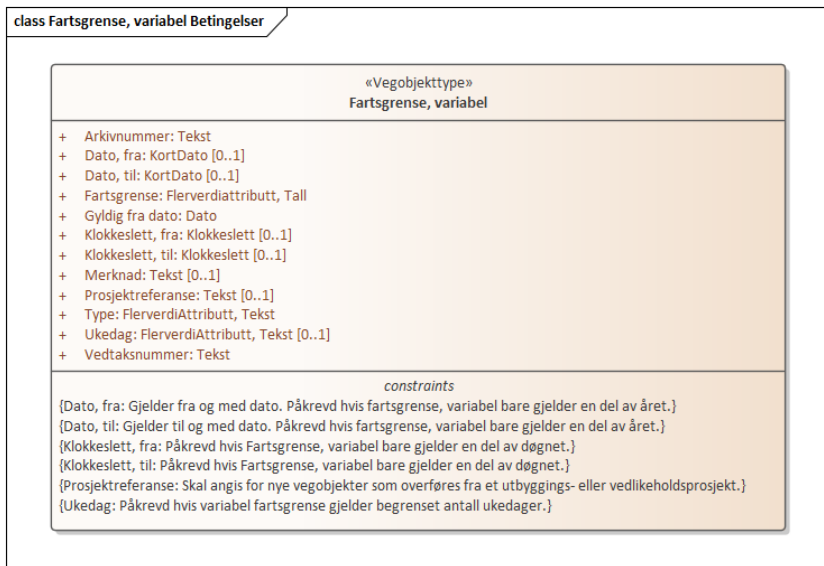 class Fartsgrense, variabel Betingelser
«Vegobjekttype»
Fartsgrense, variabel
+ Arkivnummer: Tekst
+ Dato, fra: KortDato [0..1]
+ Dato, til: KortDato [0..1]
+ Fartsgrense: Flerverdiattributt, Tall
+ Gyldig fra dato: Dato
+ Klokkeslett, fra: Klokkeslett [0..1]
+ Klokkeslett, til: Klokkeslett [0..1]
+ Merknad: Tekst [0..1]
+ Prosjektreferanse: Tekst [0..1]
+ Type: FlerverdiAttributt, Tekst
+ Ukedag: FlerverdiAttributt, Tekst [0..1]
+ Vedtaksnummer: Tekst
constraints
{Dato, fra: Gjelder fra og med dato. Påkrevd hvis fartsgrense, variabel bare gjelder en del av året.}
{Dato, til: Gjelder til og med dato. Påkrevd hvis fartsgrense, variabel bare gjelder en del av året.}
{Klokkeslett, fra: Påkrevd hvis Fartsgrense, variabel bare gjelder en del av døgnet.}
{Klokkeslett, til: Påkrevd hvis Fartsgrense, variabel bare gjelder en del av døgnet.}
{Prosjektreferanse: Skal angis for nye vegobjekter som overføres fra et utbyggings- eller vedlikeholdsprosjekt.}
{Ukedag: Påkrevd hvis variabel fartsgrense gjelder begrenset antall ukedager.}